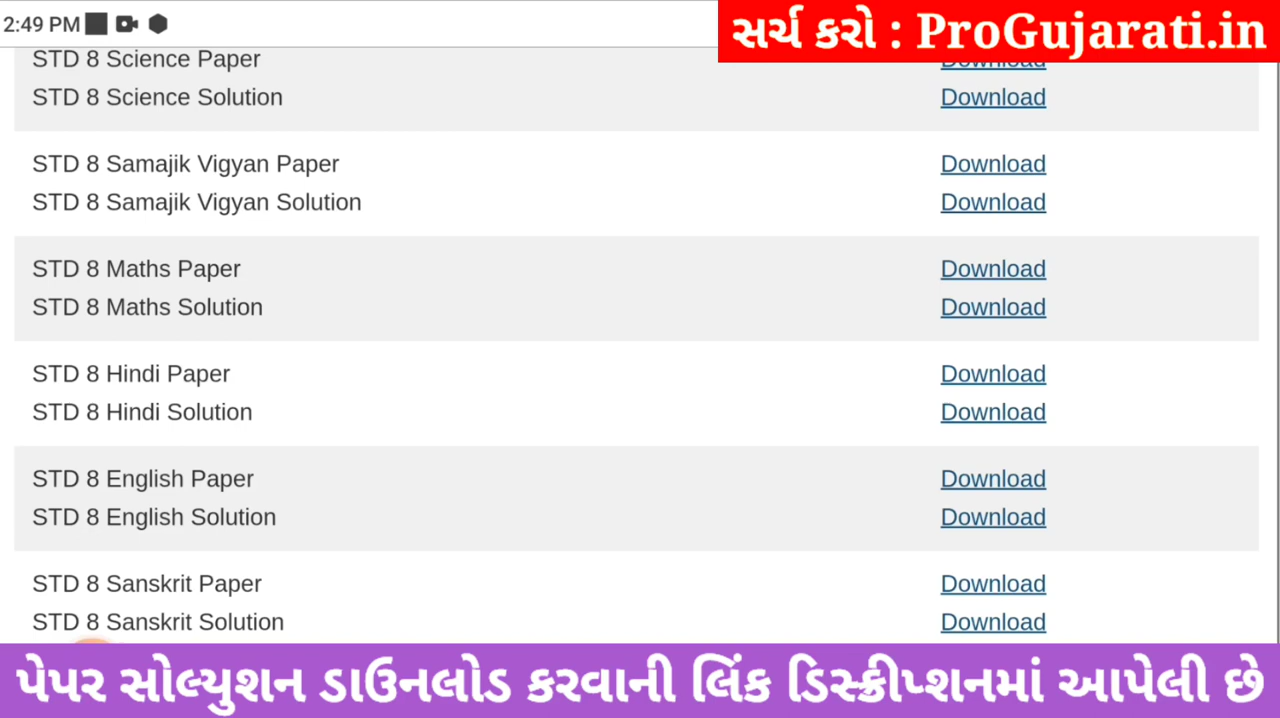 2:49 PM
સર્ચ કરો : ProGujarati.in
STD 8 Science Paper Download
STD 8 Science Solution Download
STD 8 Samajik Vigyan Paper Download
STD 8 Samajik Vigyan Solution Download
STD 8 Maths Paper Download
STD 8 Maths Solution Download
STD 8 Hindi Paper Download
STD 8 Hindi Solution Download
STD 8 English Paper Download
STD 8 English Solution Download
STD 8 Sanskrit Paper Download
STD 8 Sanskrit Solution Download
પેપર સોલ્યુશન ડાઉનલોડ કરવાની લિંક ડિસ્ક્રીપ્શનમાં આપેલી છે